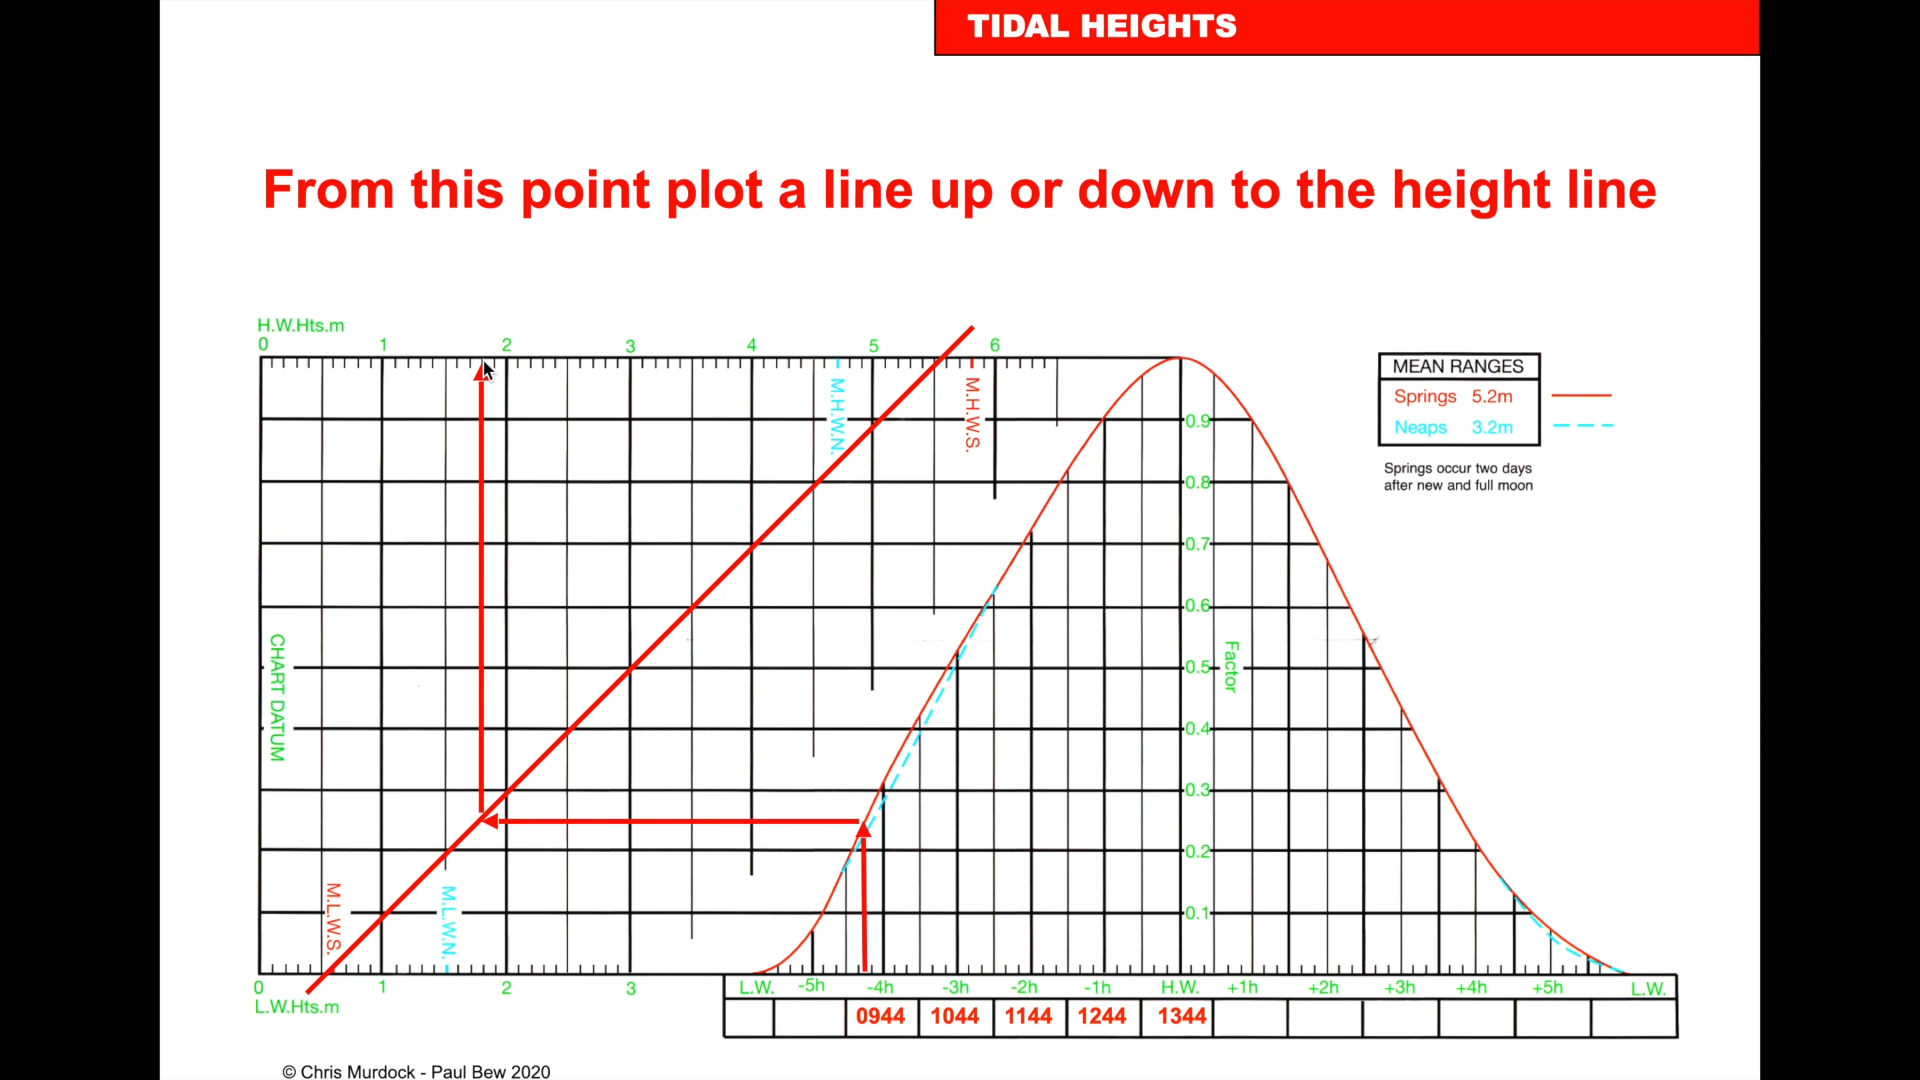 TIDAL HEIGHTS
From this point plot a line up or down to the height line
H.W.Hts.m
0 1 2 3 4 5 6
M.H.W.N.
M.H.W.S.
MEAN RANGES
Springs 5.2m
Neaps 3.2m
Springs occur two days
after new and full moon
0.9
0.8
0.7
0.6
0.5
0.4
0.3
0.2
0.1
Factor
CHART DATUM
M.L.W.S.
M.L.W.N.
0 1 2 3
L.W.Hts.m
L.W. -5h -4h -3h -2h -1h H.W. +1h +2h +3h +4h +5h L.W.
0944 1044 1144 1244 1344
© Chris Murdock - Paul Bew 2020